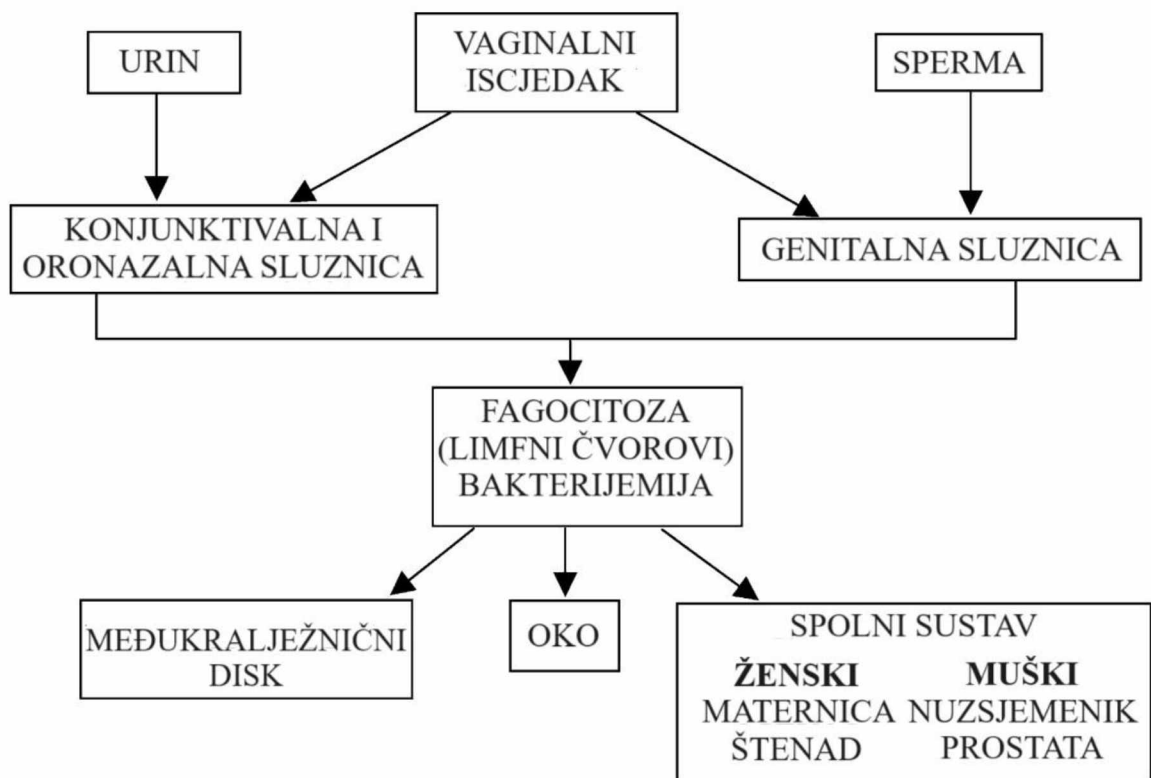 URIN
VAGINALNI
ISCJEDAK
SPERMA
KONJUNKTIVALNA I
ORONAZALNA SLUZNICA
GENITALNA SLUZNICA
FAGOCITOZA
(LIMFNI ČVOROVI)
BAKTERIJEMIJA
MEĐUKRALJEŽNIČNI
DISK
OKO
SPOLNI SUSTAV
ŽENSKI MUŠKI
MATERNICA NUZSJEMENIK
ŠTENAD PROSTATA